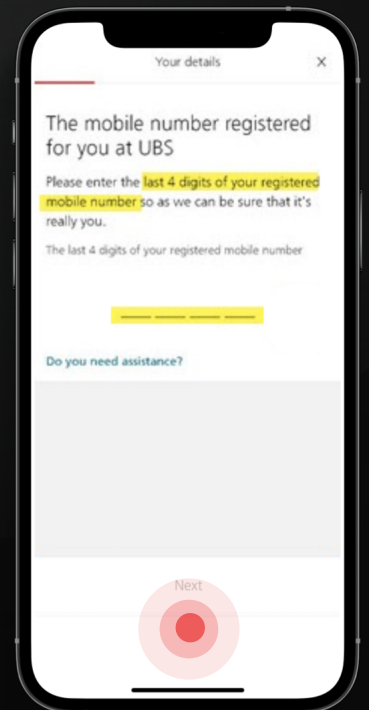 Your details X
The mobile number registered
for you at UBS
Please enter the last 4 digits of your registered
mobile number so as we can be sure that it's
really you.
The last 4 digits of your registered mobile number
Do you need assistance?
Next